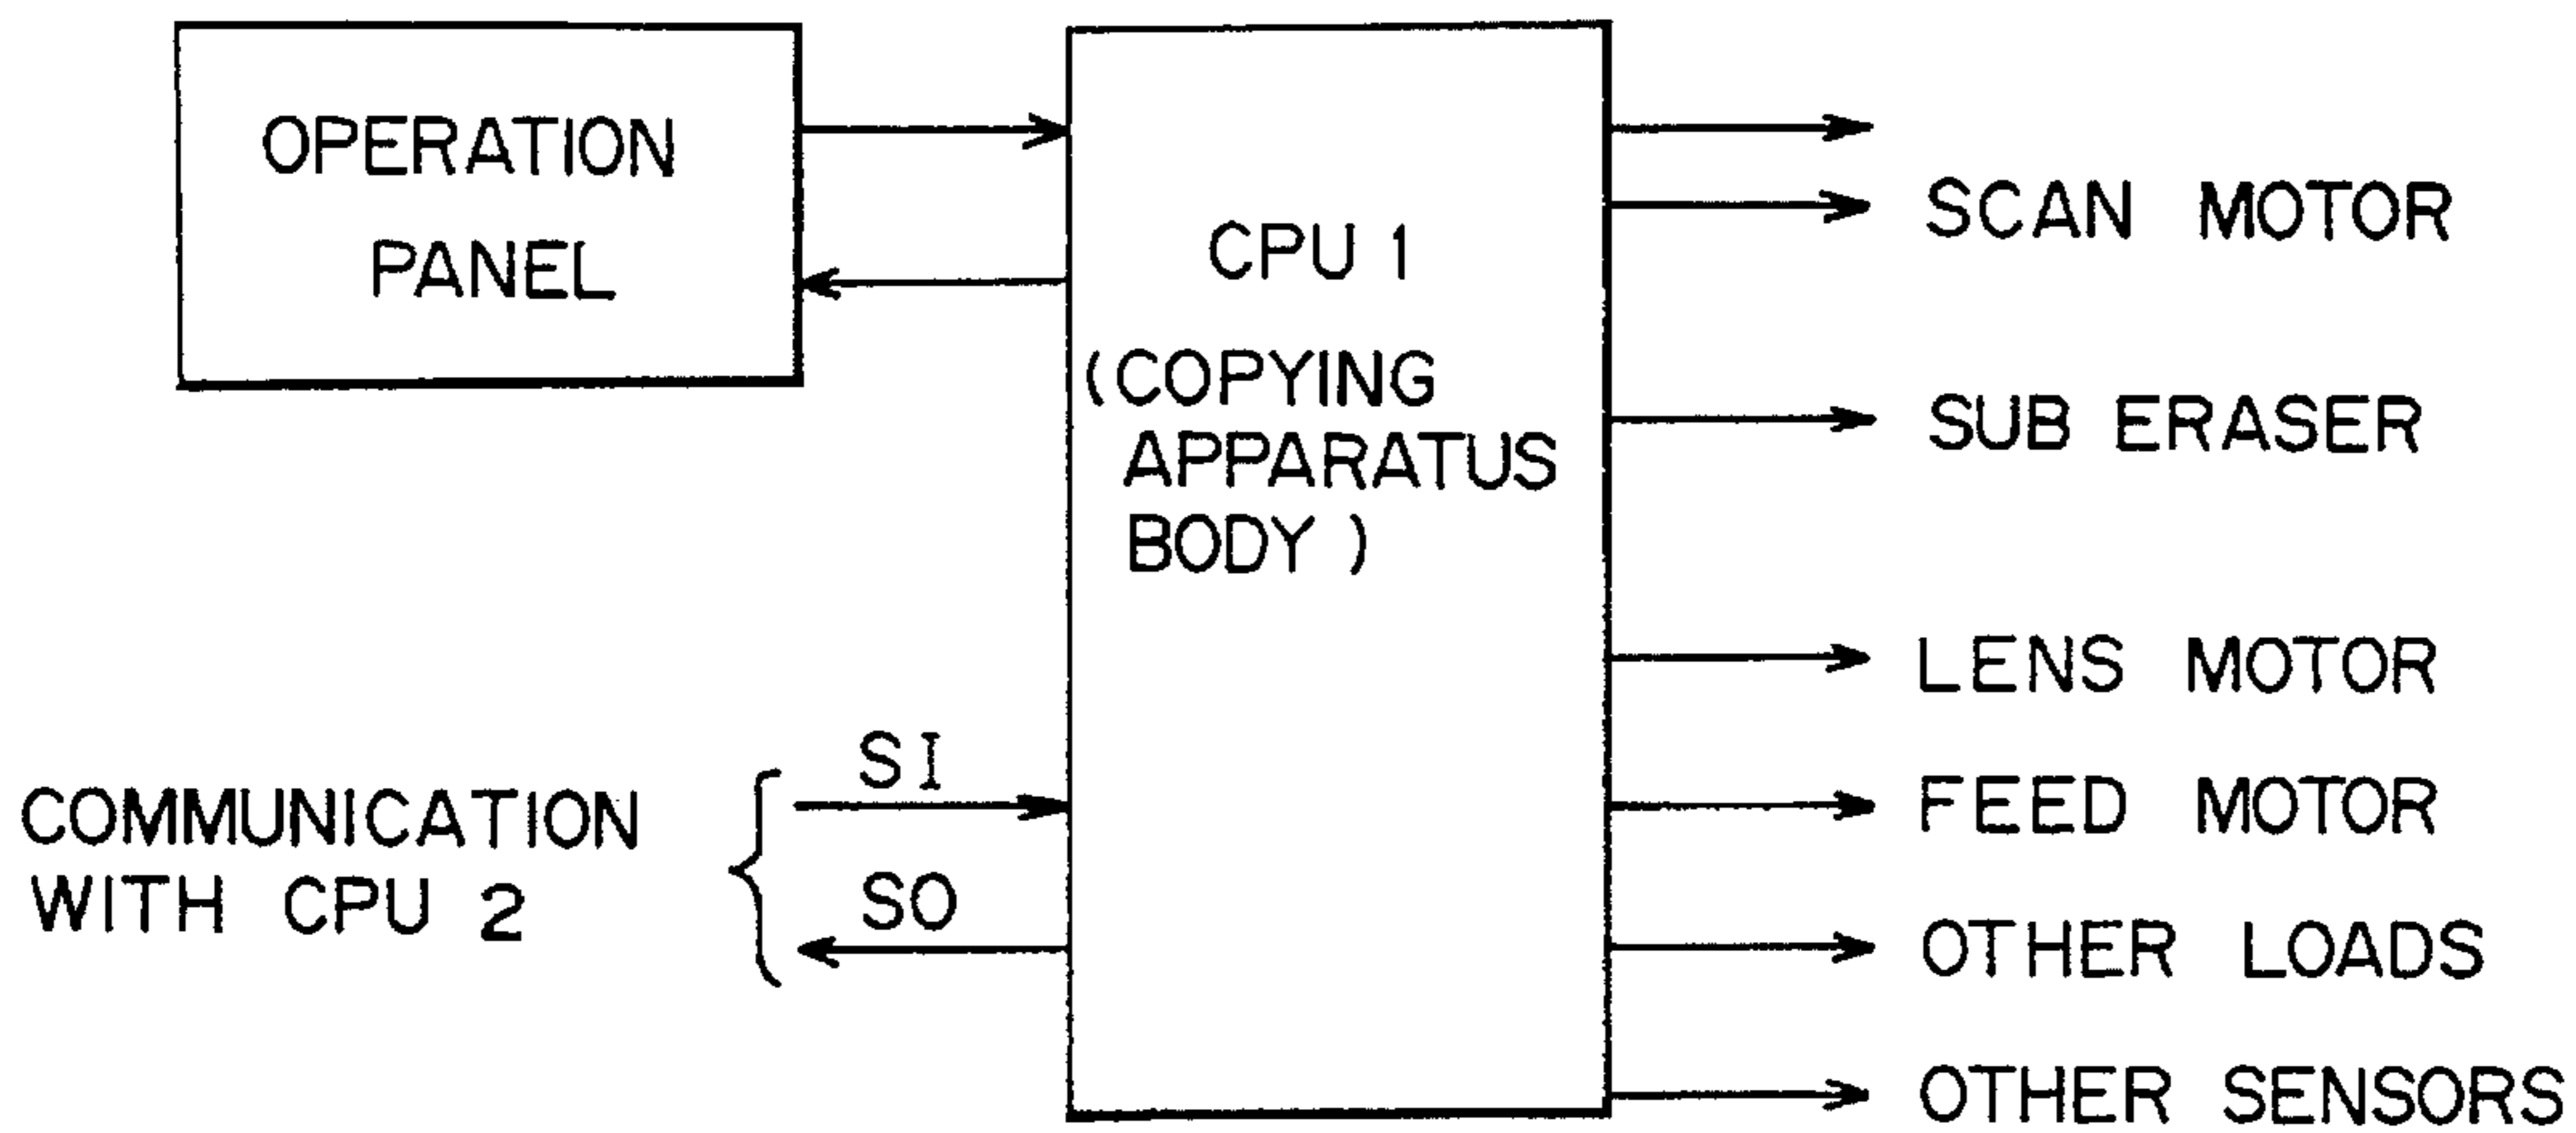 OPERATION
PANEL
CPU 1
(COPYING
APPARATUS
BODY)
COMMUNICATION
WITH CPU 2
SI
SO
SCAN MOTOR
SUB ERASER
LENS MOTOR
FEED MOTOR
OTHER LOADS
OTHER SENSORS